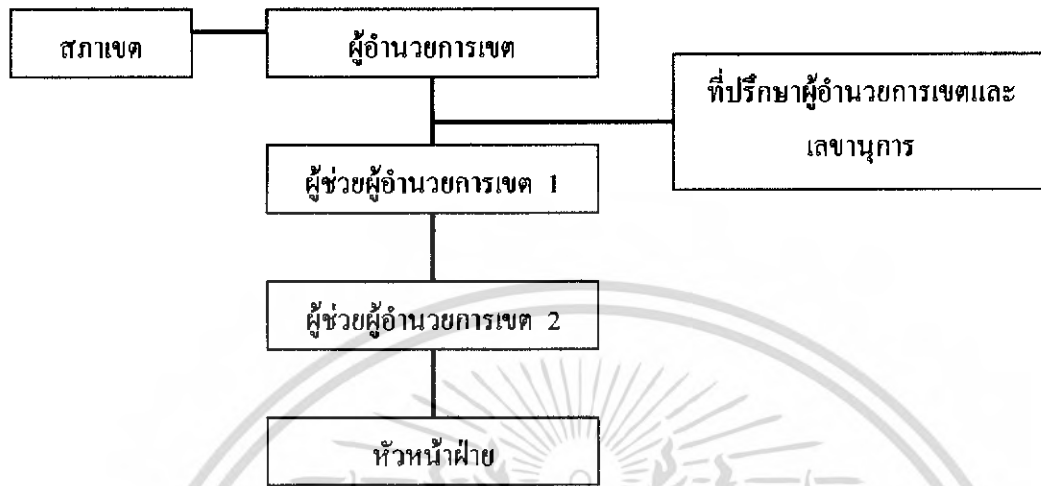 สภาเขต
ผู้อำนวยการเขต
ที่ปรึกษาผู้อำนวยการเขตและ
เลขานุการ
ผู้ช่วยผู้อำนวยการเขต 1
ผู้ช่วยผู้อำนวยการเขต 2
หัวหน้าฝ่าย